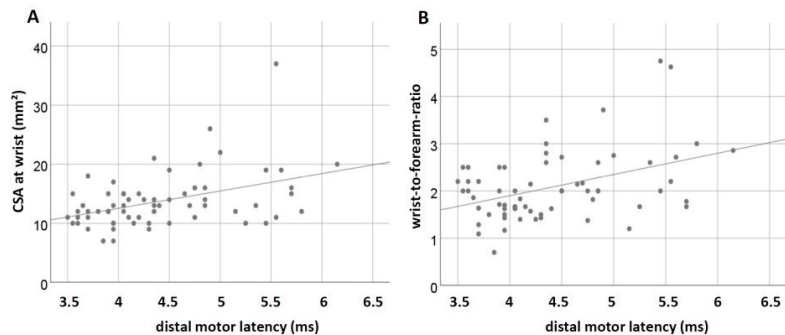 A
CSA at wrist (mm²)
40
30
20
10
0
3.5 4 4.5 5 5.5 6 6.5
distal motor latency (ms)
B
wrist-to-forearm-ratio
5
4
3
2
1
0
3.5 4 4.5 5 5.5 6 6.5
distal motor latency (ms)